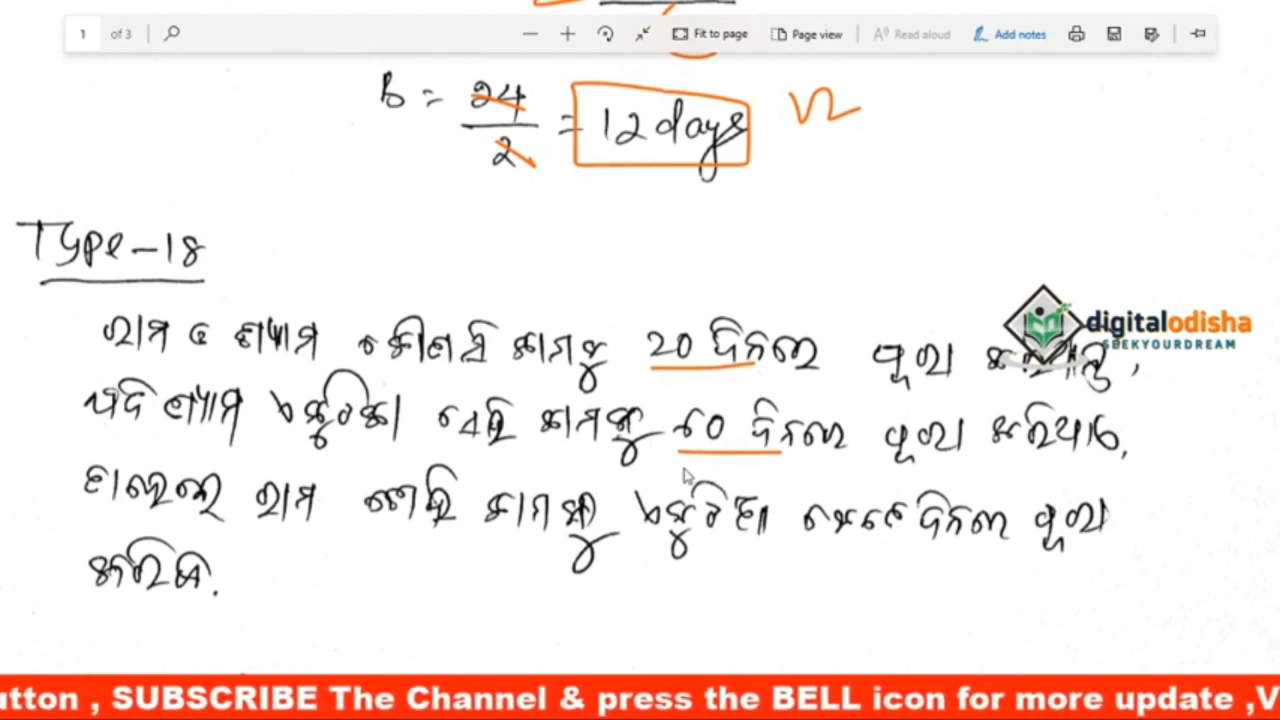 1 of 3 Fit to page Page view Read aloud Add notes
B = 24/2 = 12 days
Type-18
ରାମ ଓ ଶ୍ୟାମ କୌଣସି କାମକୁ 20 ଦିନରେ ପୁରା
digitalodisha
SEEKYOURDREAM
ଯଦି ଶ୍ୟାମ ଏକୁଟିଆ ସେହି କାମକୁ 60 ଦିନରେ ପୁରା କରିଥାଏ,
ତାହେଲେ ରାମ ସେହି କାମକୁ ଏକୁଟିଆ କେତେ ଦିନରେ ପୁରା
କରିବ.
utton , SUBSCRIBE The Channel & press the BELL icon for more update ,V